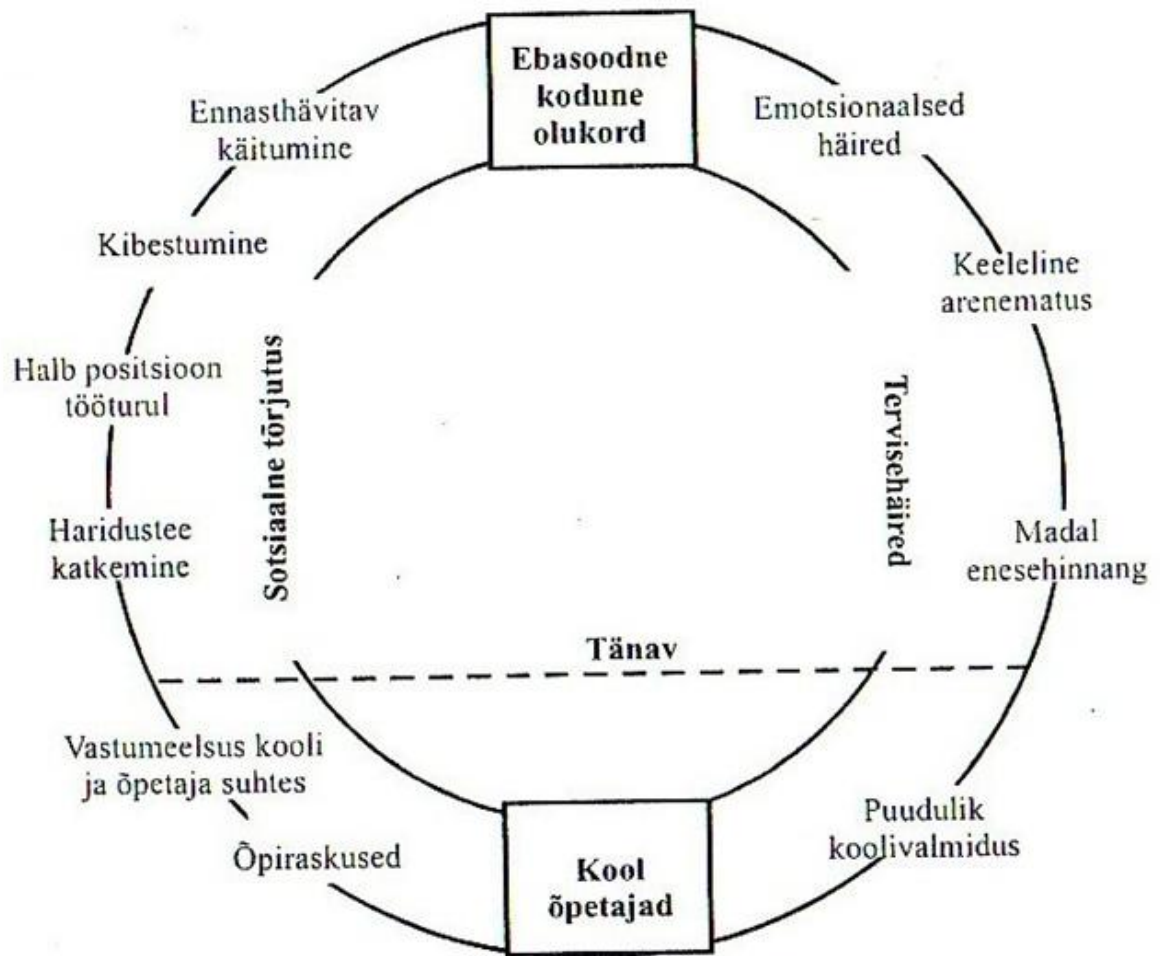 Ebasoodne
kodune
olukord
Emotsionaalsed
häired
Keeleline
arenematus
Madal
enesehinnang
Puudulik
koolivalmidus
Kool
õpetajad
Õpiraskused
Vastumeelsus kooli
ja õpetaja suhtes
Haridustee
katkemine
Halb positsioon
tööturul
Kibestumine
Ennasthävitav
käitumine
Sotsiaalne tõrjutus
Tervisehäired
Tänav